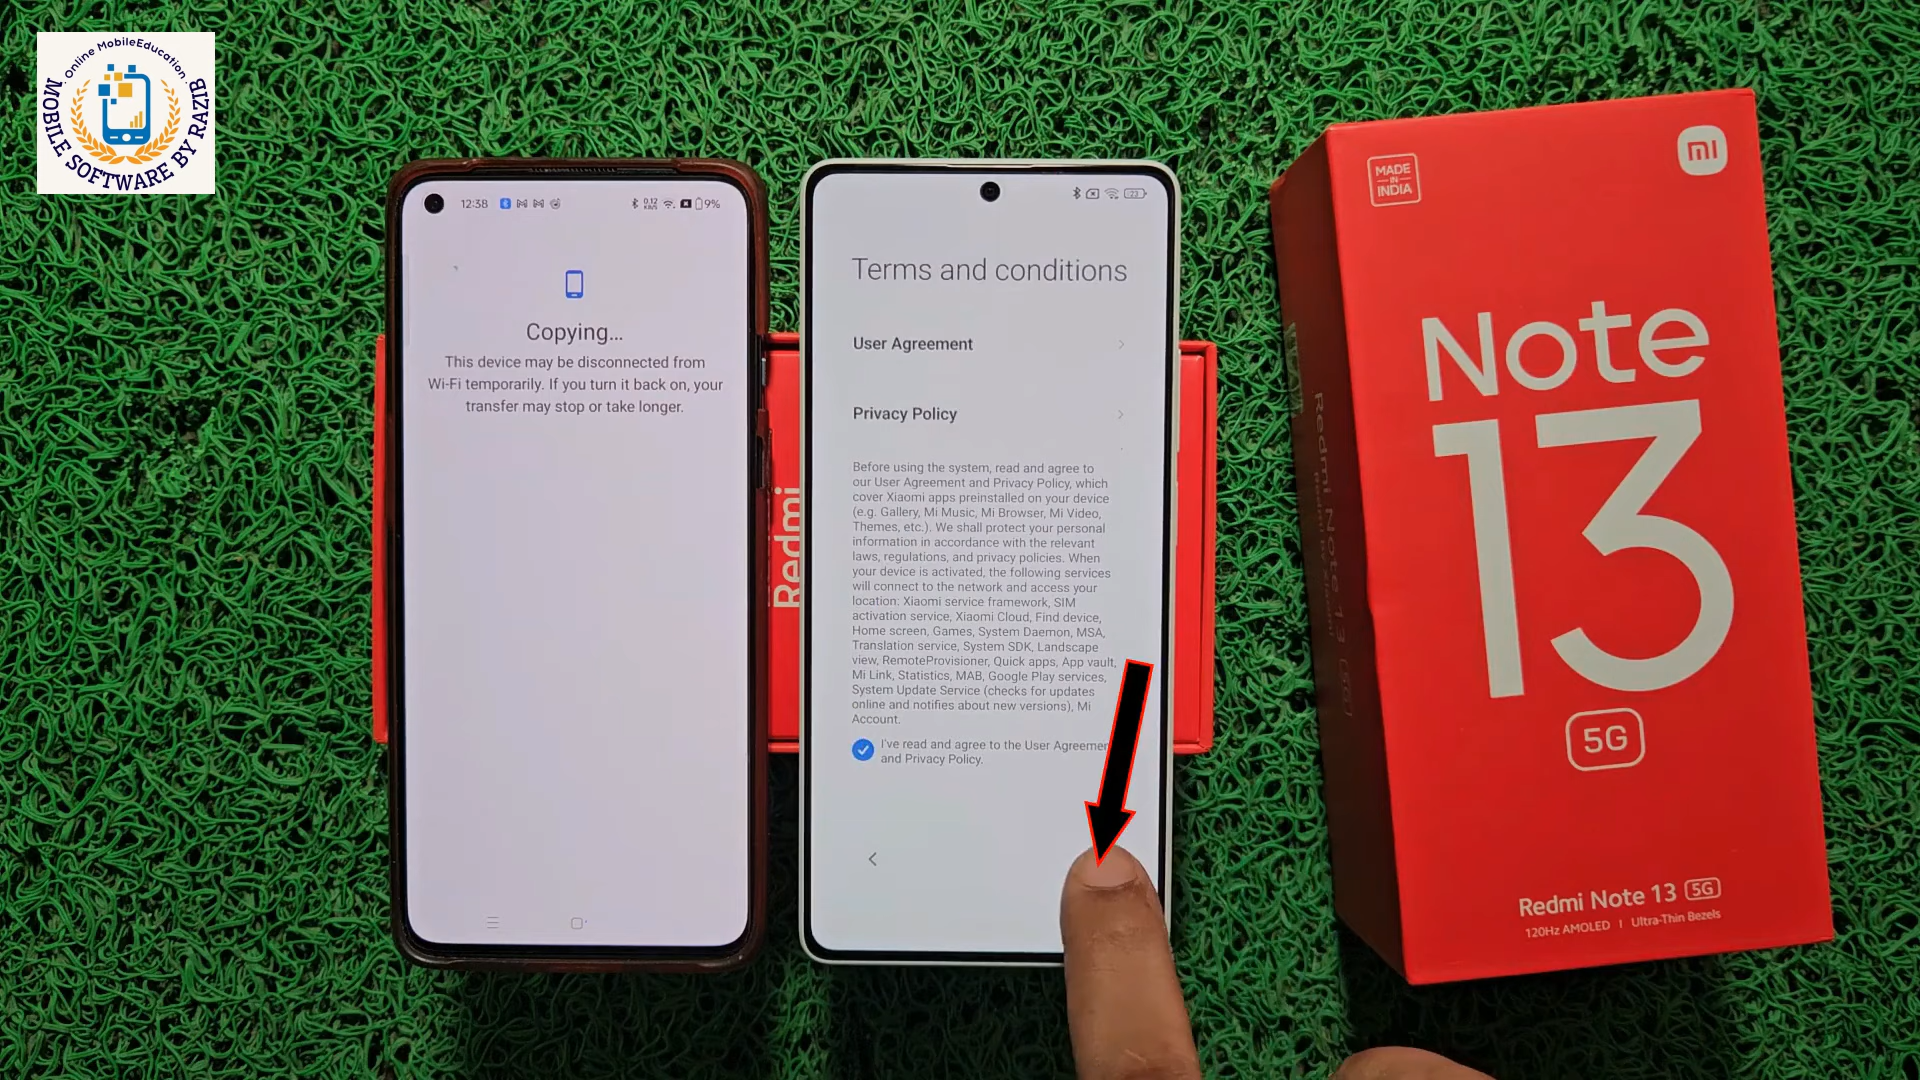 Online MobileEducation
MOBILE SOFTWARE BY RAZIB
12:38
0.12
KB/S
9%
Copying...
This device may be disconnected from
Wi-Fi temporarily. If you turn it back on, your
transfer may stop or take longer.
Redmi
23
Terms and conditions
User Agreement
Privacy Policy
Before using the system, read and agree to
our User Agreement and Privacy Policy, which
cover Xiaomi apps preinstalled on your device
(e.g. Gallery, Mi Music, Mi Browser, Mi Video,
Themes, etc.). We shall protect your personal
information in accordance with the relevant
laws, regulations, and privacy policies. When
your device is activated, the following services
will connect to the network and access your
location: Xiaomi service framework, SIM
activation service, Xiaomi Cloud, Find device,
Home screen, Games, System Daemon, MSA,
Translation service, System SDK, Landscape
view, RemoteProvisioner, Quick apps, App vault,
Mi Link, Statistics, MAB, Google Play services,
System Update Service (checks for updates
online and notifies about new versions), Mi
Account.
I've read and agree to the User Agreemen
and Privacy Policy.
MADE
IN
INDIA
mi
Note
13
5G
Redmi Note 13 5G
120Hz AMOLED | Ultra-Thin Bezels
Redmi Note 13 5G